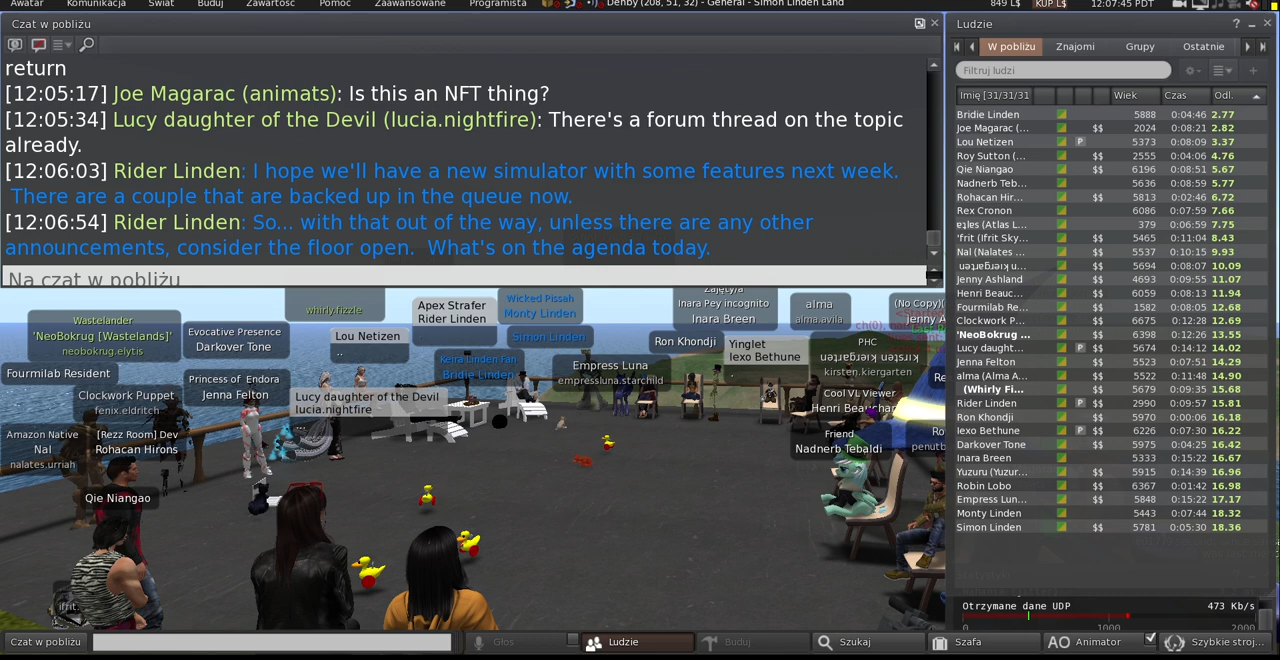 Awatar Komunikacja Świat Buduj Zawartość Pomoc Zaawansowane Programista
Denby (208, 51, 32) - General - Simon Linden Land
849 L$ KUP L$ 12:07:45 PDT
Czat w pobliżu
return
[12:05:17] Joe Magarac (animats): Is this an NFT thing?
[12:05:34] Lucy daughter of the Devil (lucia.nightfire): There's a forum thread on the topic
already.
[12:06:03] Rider Linden: I hope we'll have a new simulator with some features next week.
There are a couple that are backed up in the queue now.
[12:06:54] Rider Linden: So... with that out of the way, unless there are any other
announcements, consider the floor open.  What's on the agenda today.
Na czat w pobliżu
Wastelander
'NeoBokrug [Wastelands]'
neobokrug.elytis
Evocative Presence
Darkover Tone
whirly.fizzle
Lou Netizen
..
Apex Strafer
Rider Linden
Wicked Pissah
Monty Linden
Simon Linden
Keira Linden Fan
Bridie Linden
Zajęty/a
Inara Pey incognito
Inara Breen
alma
alma.avila
(No Copy)(
Jenny A
Ron Khondji
Yinglet
Iexo Bethune
.
PHC
kirsten.kiergarten
Re
Fourmilab Resident
Princess of Endora
Jenna Felton
Empress Luna
empressluna.starchild
Clockwork Puppet
fenix.eldritch
Lucy daughter of the Devil
lucia.nightfire
...
Cool VL Viewer
Henri Beauchar
Amazon Native
Nal
nalates.urriah
[Rezz Room] Dev
Rohacan Hirons
Friend
Nadnerb Tebaldi
Ro
penutb
Qie Niangao
ifrit.
Ludzie
? _ ×
W pobliżu Znajomi Grupy Ostatnie
Filtruj ludzi
Imię [31/31/31 Wiek Czas Odl.
Bridie Linden 5888 0:04:46 2.77
Joe Magarac (... $$ 2024 0:08:21 2.82
Lou Netizen P 5373 0:08:09 3.37
Roy Sutton (... $$ 2555 0:04:06 4.76
Qie Niangao $$ 6196 0:08:51 5.67
Nadnerb Teb... 5636 0:08:59 5.77
Rohacan Hir... $$ 5813 0:02:46 6.72
Rex Cronon 6086 0:07:59 7.66
(Atlas L... 379 0:06:59 7.75
'frit (Ifrit Sky... $$ 5465 0:11:04 8.43
Nal (Nalates ... $$ 5537 0:10:15 9.93
$$ 5694 0:08:07 10.09
Jenny Ashland $$ 4693 0:09:55 11.07
Henri Beauc... $$ 6059 0:08:13 11.94
Fourmilab Re... $$ 1582 0:08:05 12.68
Clockwork P... $$ 6675 0:12:28 12.69
'NeoBokrug ... $$ 6398 0:12:26 13.55
Lucy daught... P $$ 5674 0:14:12 14.02
Jenna Felton $$ 5523 0:07:51 14.29
alma (Alma A... $$ 5522 0:11:48 14.90
(Whirly Fi... $$ 5679 0:09:35 15.68
Rider Linden P $$ 2990 0:09:57 15.81
Ron Khondji $$ 5970 0:00:06 16.18
Iexo Bethune P $$ 6226 0:07:30 16.22
Darkover Tone $$ 5975 0:04:25 16.42
Inara Breen 5333 0:15:22 16.67
Yuzuru (Yuzur... $$ 5915 0:14:39 16.96
Robin Lobo $$ 6367 0:01:42 16.98
Empress Lun... $$ 5848 0:15:22 17.17
Monty Linden 5443 0:07:44 18.32
Simon Linden $$ 5781 0:05:30 18.36
Otrzymane dane UDP 473 Kb/s
0 1000 2000
Czat w pobliżu Głos Ludzie Buduj Szukaj Szafa AO Animator Szybkie stroj...